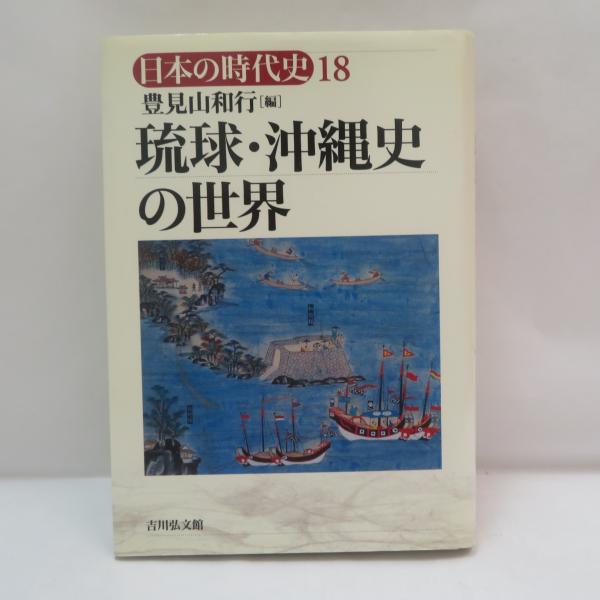 日本の時代史 18
豊見山和行[編]
琉球・沖縄史
の世界
吉川弘文館